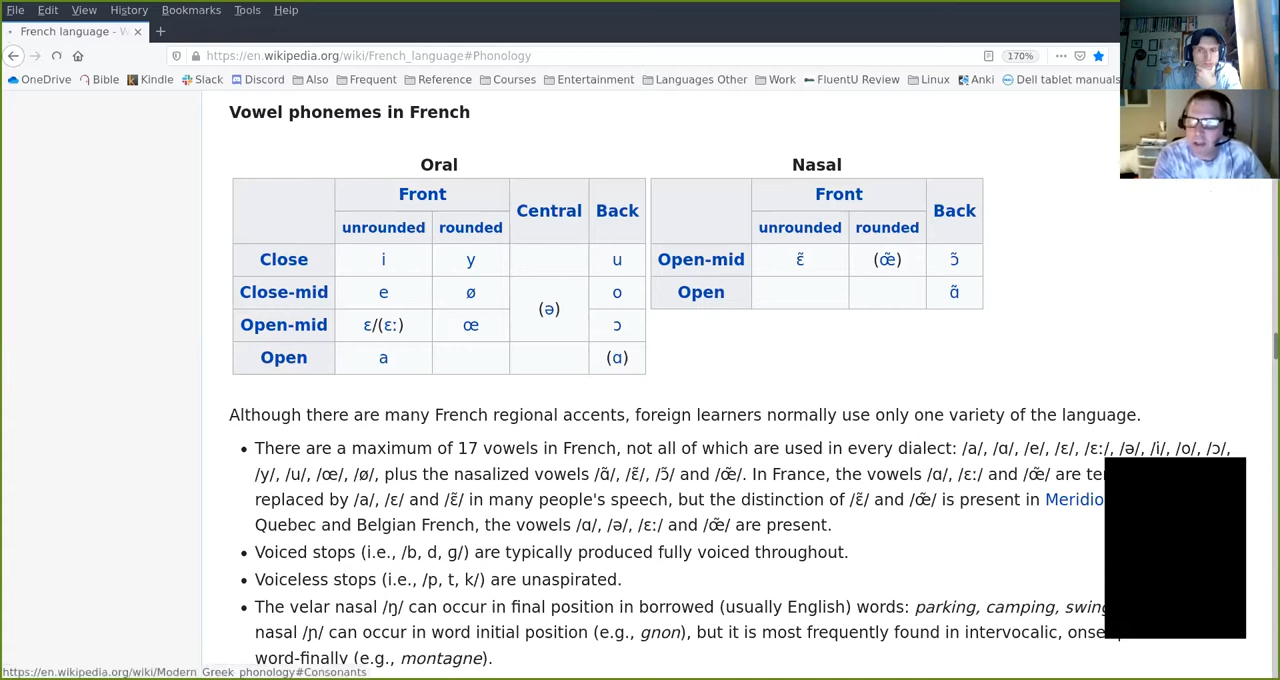 File Edit View History Bookmarks Tools Help
French language - W
https://en.wikipedia.org/wiki/French_language#Phonology 170%
OneDrive Bible Kindle Slack Discord Also Frequent Reference Courses Entertainment Languages Other Work FluentU Review Linux Anki Dell tablet manuals
Vowel phonemes in French
Oral
Front Central Back
unrounded rounded
Close i y u
Close-mid e ø (ə) o
Open-mid ɛ/(ɛː) œ ɔ
Open a (ɑ)
Nasal
Front Back
unrounded rounded
Open-mid ɛ̃ (œ̃) ɔ̃
Open ɑ̃
Although there are many French regional accents, foreign learners normally use only one variety of the language.
• There are a maximum of 17 vowels in French, not all of which are used in every dialect: /a/, /ɑ/, /e/, /ɛ/, /ɛː/, /ə/, /i/, /o/, /ɔ/,
/y/, /u/, /œ/, /ø/, plus the nasalized vowels /ɑ̃/, /ɛ̃/, /ɔ̃/ and /œ̃/. In France, the vowels /ɑ/, /ɛː/ and /œ̃/ are te
replaced by /a/, /ɛ/ and /ɛ̃/ in many people's speech, but the distinction of /ɛ̃/ and /œ̃/ is present in Meridio
Quebec and Belgian French, the vowels /ɑ/, /ə/, /ɛː/ and /œ̃/ are present.
• Voiced stops (i.e., /b, d, ɡ/) are typically produced fully voiced throughout.
• Voiceless stops (i.e., /p, t, k/) are unaspirated.
• The velar nasal /ŋ/ can occur in final position in borrowed (usually English) words: parking, camping, swing
nasal /ɲ/ can occur in word initial position (e.g., gnon), but it is most frequently found in intervocalic, onse
word-finally (e.g., montagne).
https://en.wikipedia.org/wiki/Modern_Greek_phonology#Consonants